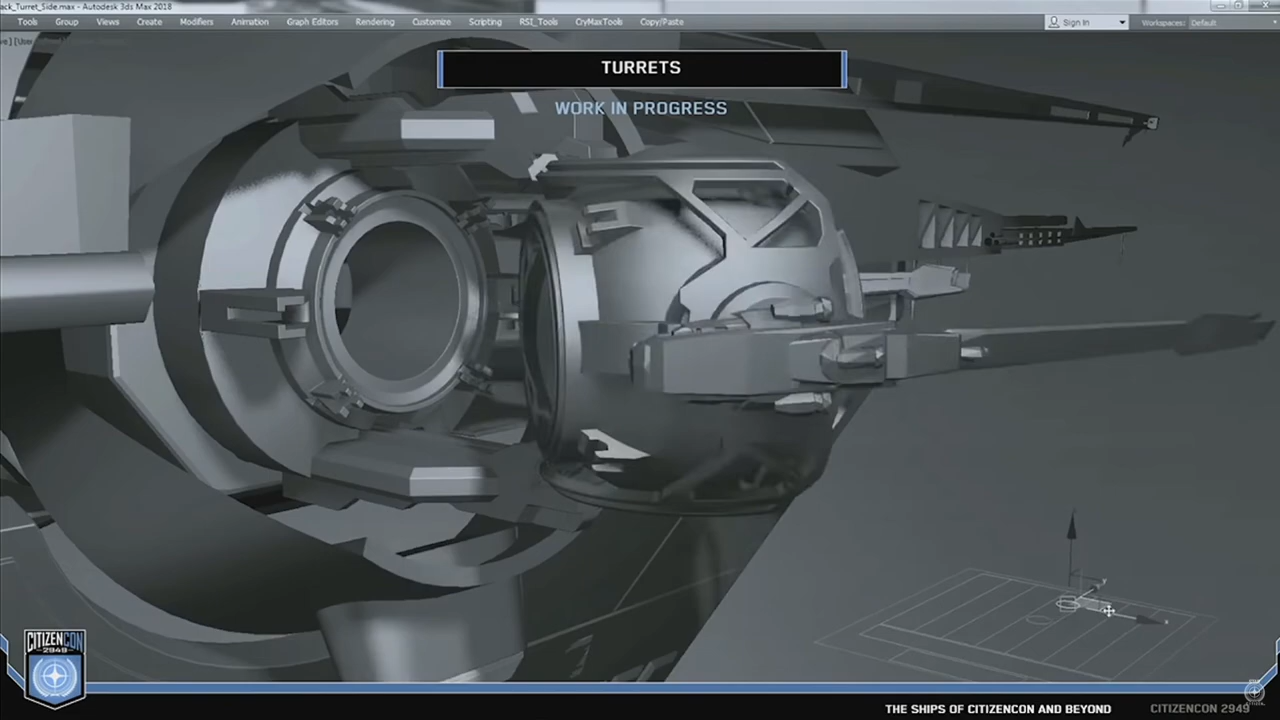 ack_Turret_Side.max - Autodesk 3ds Max 2018
Tools Group Views Create Modifiers Animation Graph Editors Rendering Customize Scripting RSI_Tools CryMaxTools Copy/Paste Sign In Workspaces: Default
TURRETS
WORK IN PROGRESS
CITIZENCON
2949
THE SHIPS OF CITIZENCON AND BEYOND CITIZENCON 2949